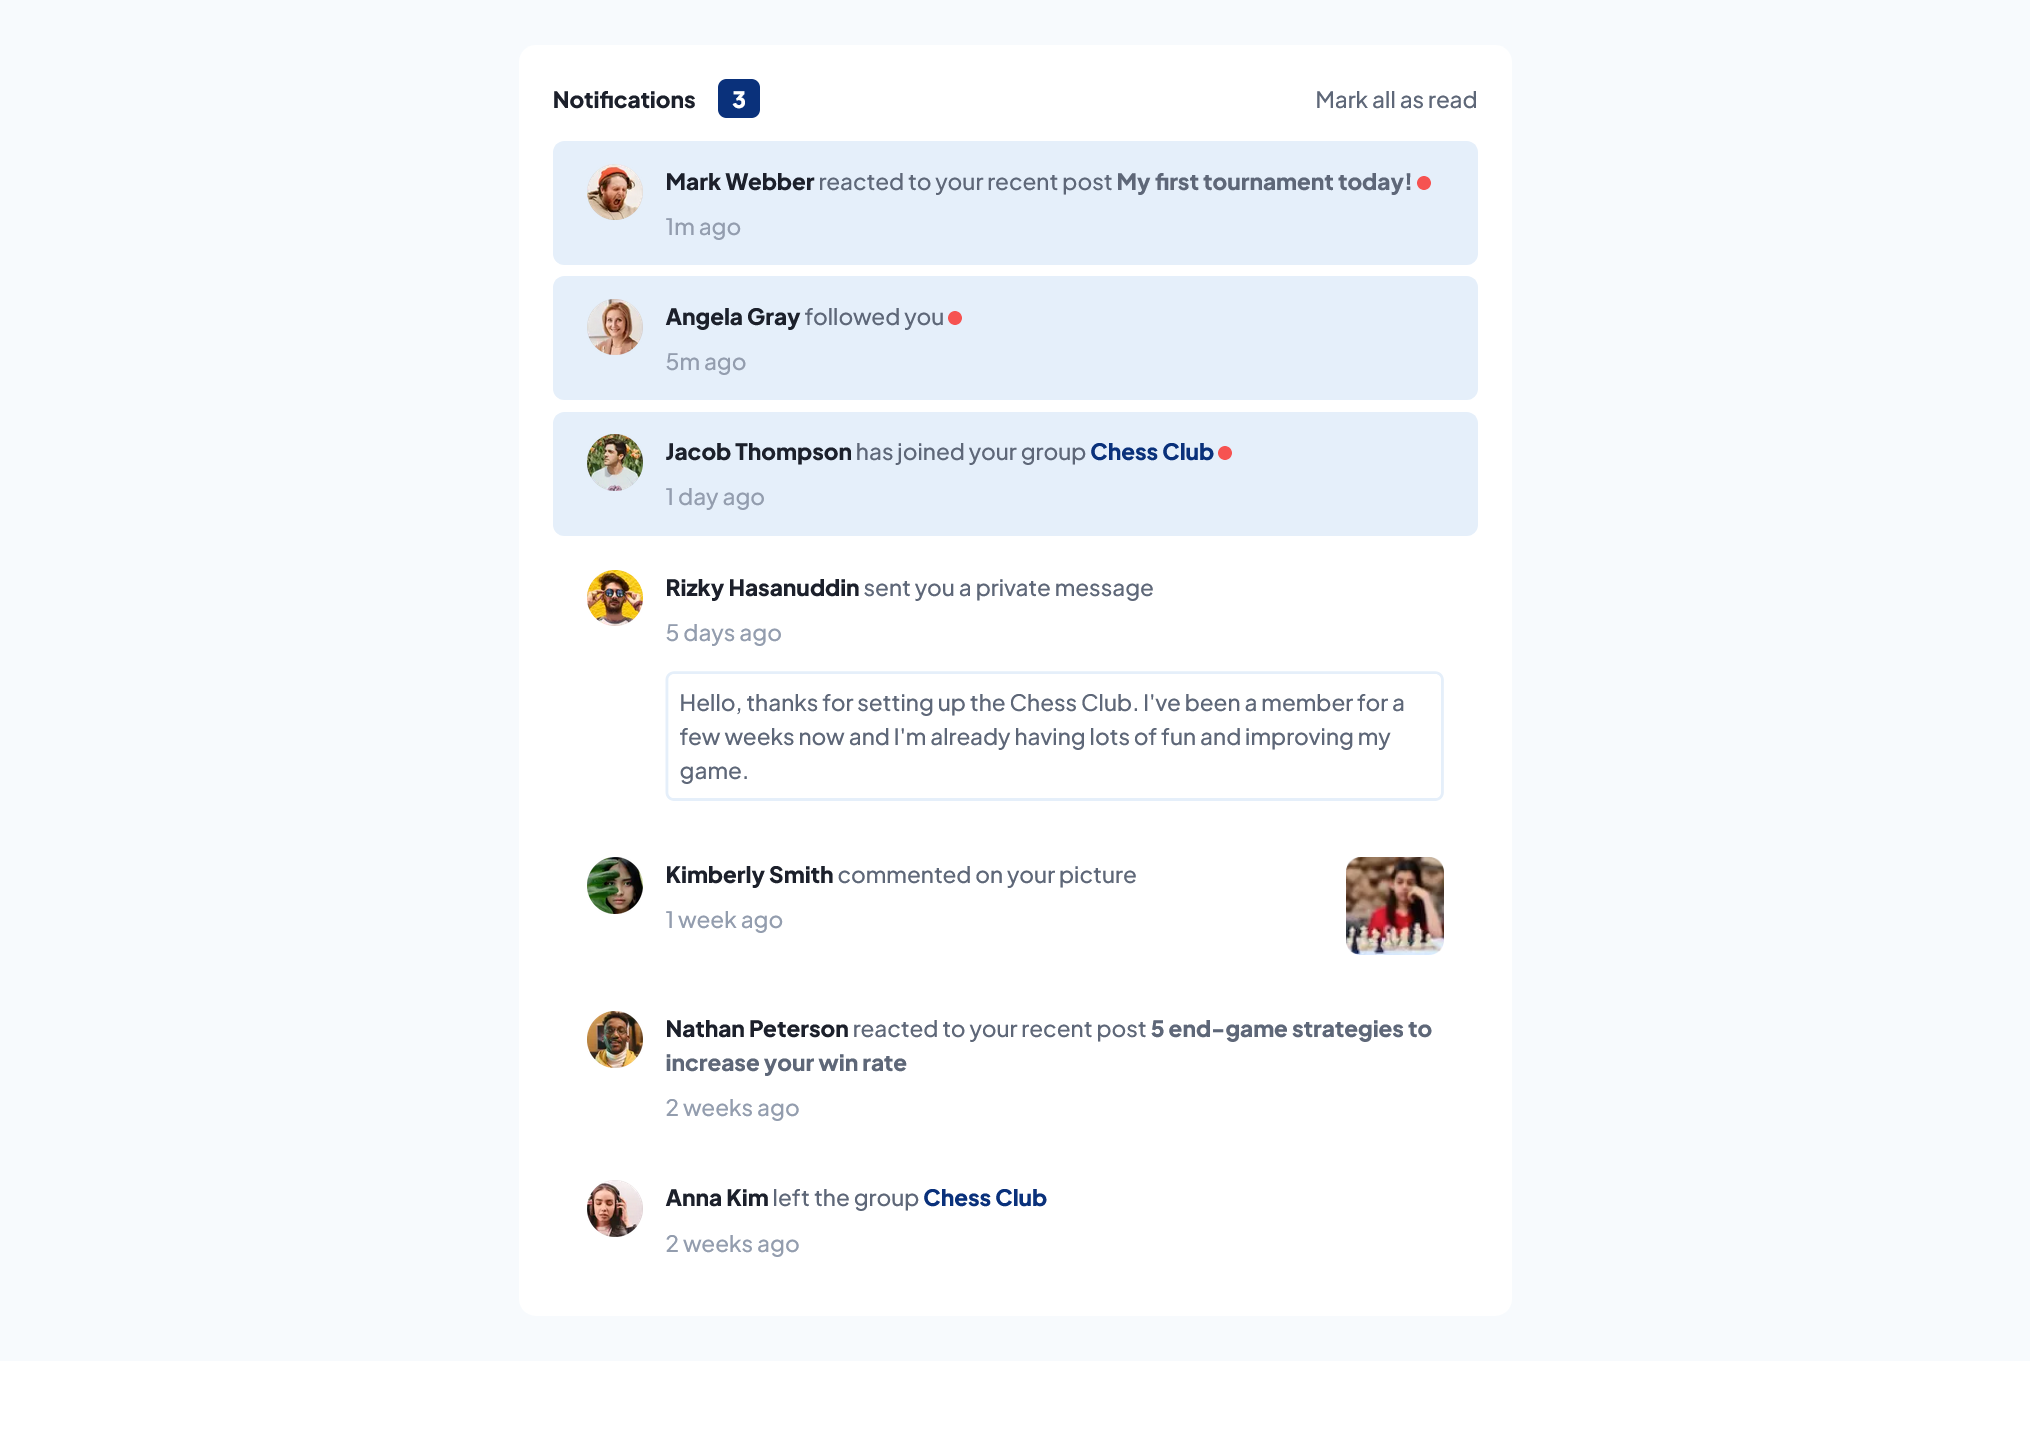 Notifications 3 Mark all as read
Mark Webber reacted to your recent post My first tournament today!
1m ago
Angela Gray followed you
5m ago
Jacob Thompson has joined your group Chess Club
1 day ago
Rizky Hasanuddin sent you a private message
5 days ago
Hello, thanks for setting up the Chess Club. I've been a member for a
few weeks now and I'm already having lots of fun and improving my
game.
Kimberly Smith commented on your picture
1 week ago
Nathan Peterson reacted to your recent post 5 end-game strategies to
increase your win rate
2 weeks ago
Anna Kim left the group Chess Club
2 weeks ago